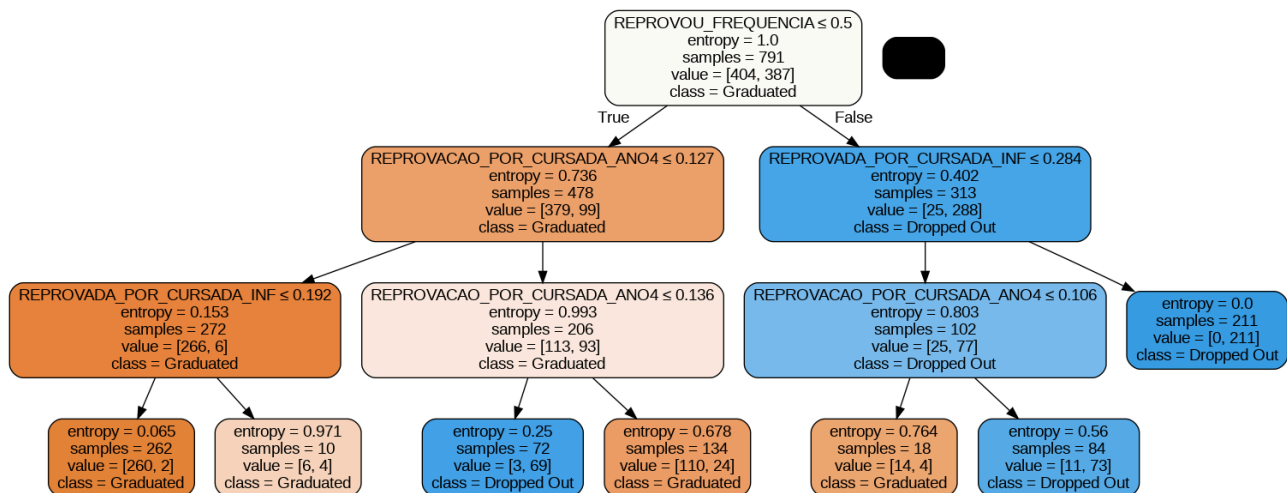 REPROVOU_FREQUENCIA ≤ 0.5
entropy = 1.0
samples = 791
value = [404, 387]
class = Graduated
True
False
REPROVACAO_POR_CURSADA_ANO4 ≤ 0.127
entropy = 0.736
samples = 478
value = [379, 99]
class = Graduated
REPROVADA_POR_CURSADA_INF ≤ 0.284
entropy = 0.402
samples = 313
value = [25, 288]
class = Dropped Out
REPROVADA_POR_CURSADA_INF ≤ 0.192
entropy = 0.153
samples = 272
value = [266, 6]
class = Graduated
REPROVACAO_POR_CURSADA_ANO4 ≤ 0.136
entropy = 0.993
samples = 206
value = [113, 93]
class = Graduated
REPROVACAO_POR_CURSADA_ANO4 ≤ 0.106
entropy = 0.803
samples = 102
value = [25, 77]
class = Dropped Out
entropy = 0.0
samples = 211
value = [0, 211]
class = Dropped Out
entropy = 0.065
samples = 262
value = [260, 2]
class = Graduated
entropy = 0.971
samples = 10
value = [6, 4]
class = Graduated
entropy = 0.25
samples = 72
value = [3, 69]
class = Dropped Out
entropy = 0.678
samples = 134
value = [110, 24]
class = Graduated
entropy = 0.764
samples = 18
value = [14, 4]
class = Graduated
entropy = 0.56
samples = 84
value = [11, 73]
class = Dropped Out